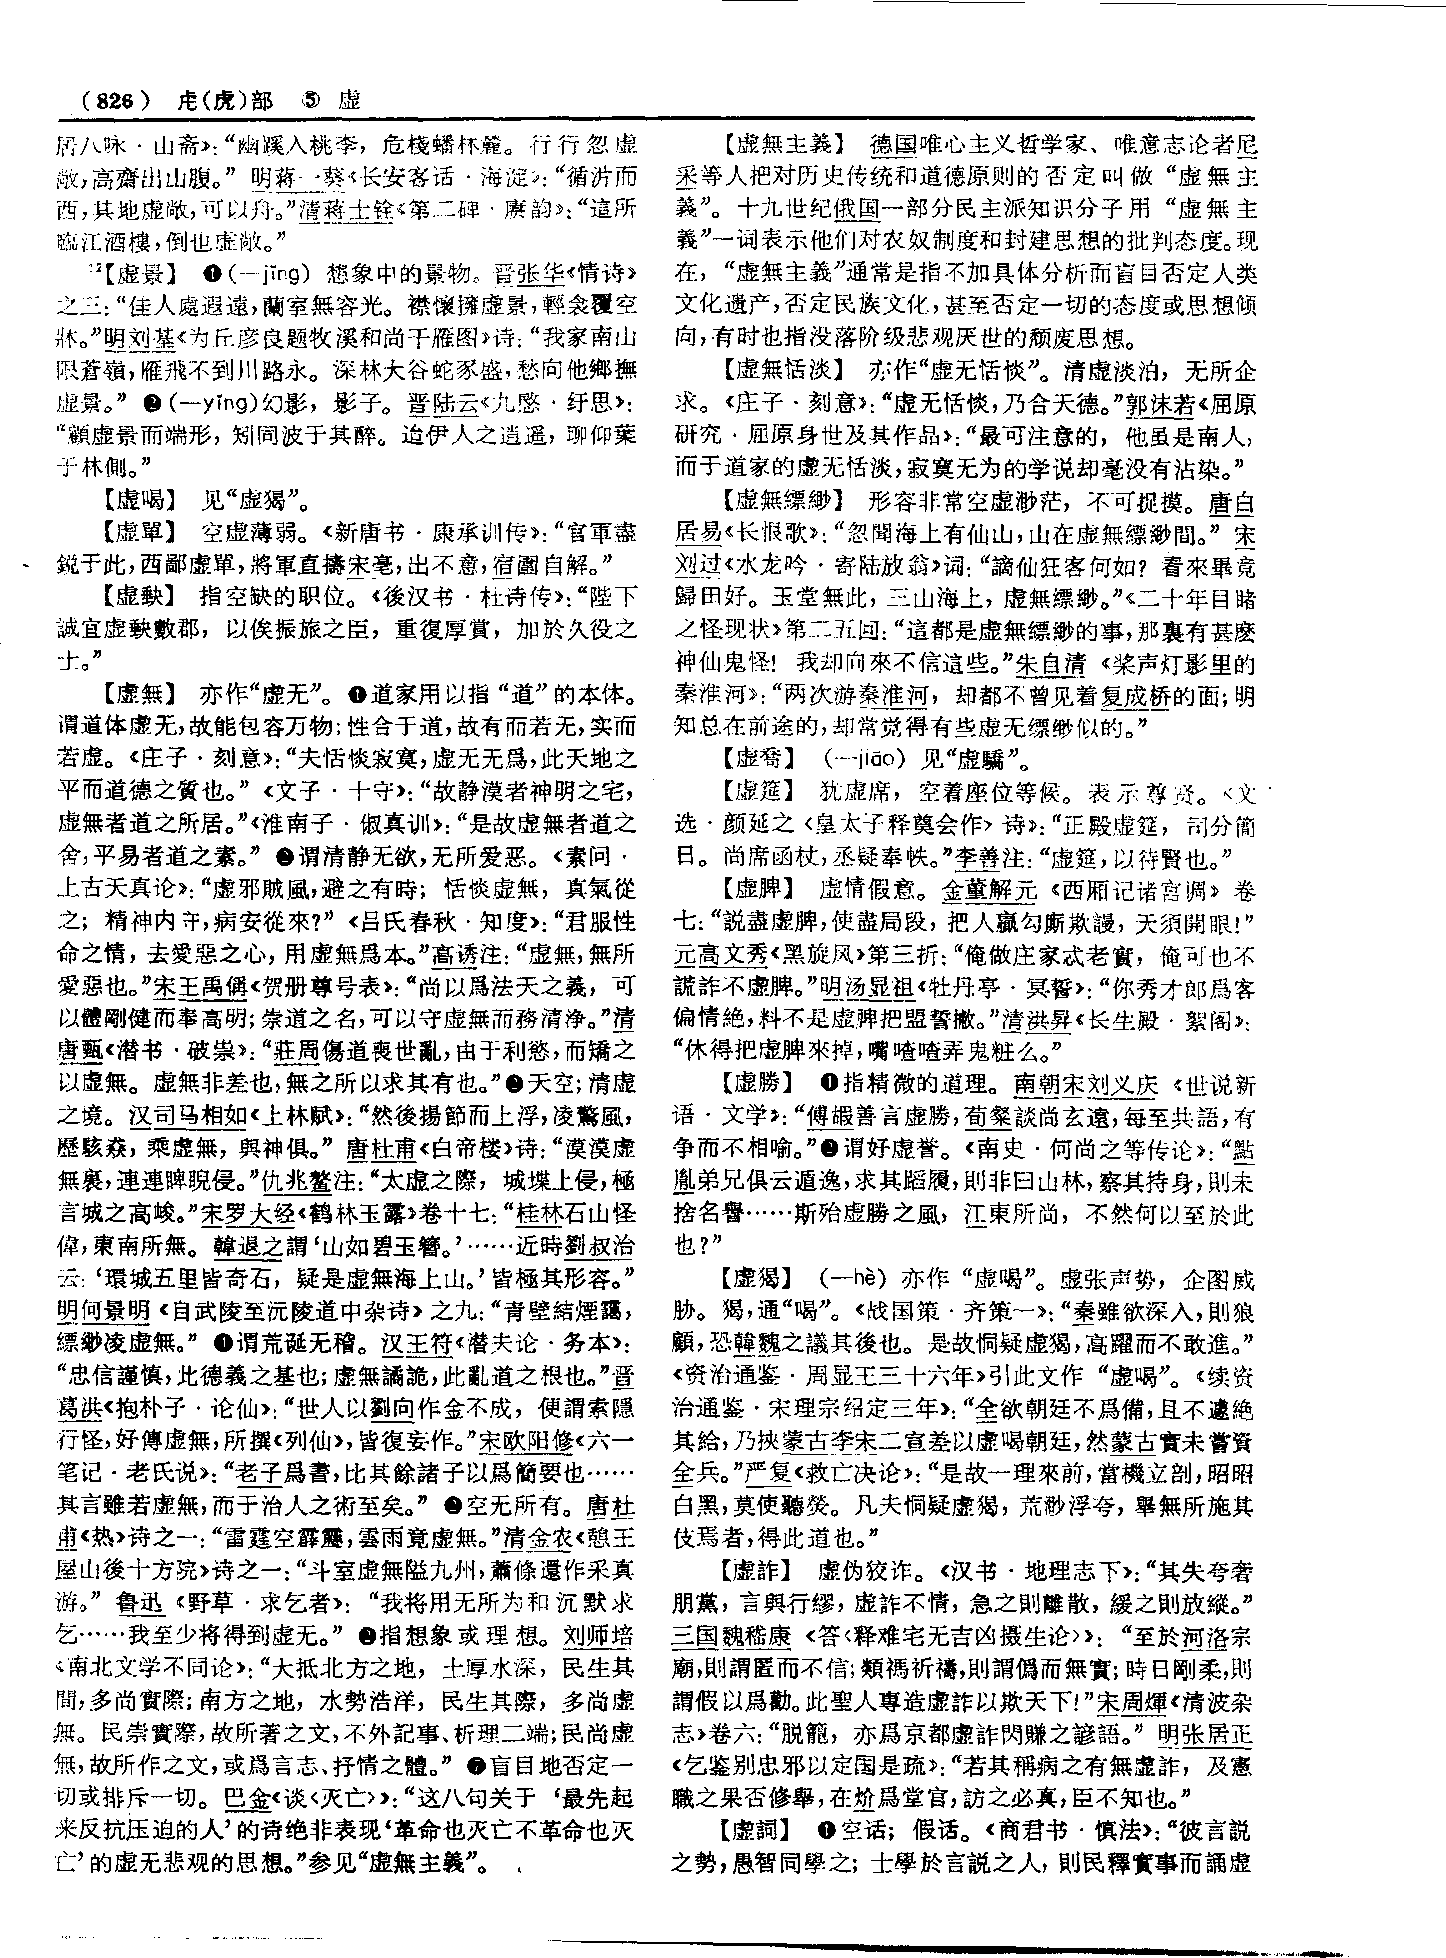 （826） 虍(虎)部 ⑤ 虚
居八咏·山斋》：“幽蹊入桃李，危棧蟠杯麓。行行忽虚
敞，高齋出山腹。”明蒋一葵《长安客话·海淀》：“循泲而
西，其地虚敞，可以舟。”清蒋士铨《第二碑·赓韵》：“這所
臨江酒樓，倒也虚敞。”
【虚景】 ❶(—jǐng) 想象中的景物。晋张华《情诗》
之三：“佳人處遐遠，蘭室無容光。襟懷擁虚景，輕衾覆空
牀。”明刘基《为丘彦良题牧溪和尚干雁图》诗：“我家南山
限蒼嶺，雁飛不到川路永。深林大谷蛇豕盛，愁向他鄉撫
虚景。” ❷(—yǐng)幻影，影子。晋陆云《九愍·纡思》：
“顧虚景而端形，矧同波于其醉。迨伊人之逍遥，聊仰葉
于林側。”
【虚喝】 见“虚猲”。
【虚單】 空虚薄弱。《新唐书·康承训传》：“官軍盡
鋭于此，西鄙虚單，將軍直擣宋亳，出不意，宿圍自解。”
【虚缺】 指空缺的职位。《後汉书·杜诗传》：“陛下
誠宜虚缺數郡，以俟振旅之臣，重復厚賞，加於久役之
士。”
【虚無】 亦作“虚无”。❶道家用以指“道”的本体。
谓道体虚无，故能包容万物；性合于道，故有而若无，实而
若虚。《庄子·刻意》：“夫恬惔寂寞，虚无无爲，此天地之
平而道德之質也。”《文子·十守》：“故静漠者神明之宅，
虚無者道之所居。”《淮南子·俶真训》：“是故虚無者道之
舍，平易者道之素。” ❷谓清静无欲，无所爱恶。《素问·
上古天真论》：“虚邪賊風，避之有時；恬惔虚無，真氣從
之；精神内守，病安從來？”《吕氏春秋·知度》：“君服性
命之情，去愛惡之心，用虚無爲本。”高诱注：“虚無，無所
愛惡也。”宋王禹偁《贺册尊号表》：“尚以爲法天之義，可
以體剛健而奉高明；崇道之名，可以守虚無而務清净。”清
唐甄《潜书·破祟》：“莊周傷道喪世亂，由于利慾，而矯之
以虚無。虚無非差也，無之所以求其有也。”❸天空；清虚
之境。汉司马相如《上林赋》：“然後揚節而上浮，凌驚風，
歷駭猋，乘虚無，與神俱。”唐杜甫《白帝楼》诗：“漠漠虚
無裏，連連睥睨侵。”仇兆鳌注：“太虚之際，城堞上侵，極
言城之高峻。”宋罗大经《鹤林玉露》卷十七：“桂林石山怪
偉，東南所無。韓退之謂‘山如碧玉簪。’……近時劉叔治
云：‘環城五里皆奇石，疑是虚無海上山。’皆極其形容。”
明何景明《自武陵至沅陵道中杂诗》之九：“青壁結煙靄，
縹緲凌虚無。” ❹谓荒诞无稽。汉王符《潜夫论·务本》：
“忠信謹慎，此德義之基也；虚無譎詭，此亂道之根也。”晋
葛洪《抱朴子·论仙》：“世人以劉向作金不成，便謂索隱
行怪，好傳虚無，所撰《列仙》，皆復妄作。”宋欧阳修《六一
笔记·老氏说》：“老子爲書，比其餘諸子以爲簡要也……
其言雖若虚無，而于治人之術至矣。” ❺空无所有。唐杜
甫《热》诗之一：“雷霆空霹靂，雲雨竟虚無。”清金农《憩王
屋山後十方院》诗之一：“斗室虚無隘九州，蕭條還作采真
游。”鲁迅《野草·求乞者》：“我将用无所为和沉默求
乞……我至少将得到虚无。” ❻指想象或理想。刘师培
《南北文学不同论》：“大抵北方之地，土厚水深，民生其
間，多尚實際；南方之地，水勢浩洋，民生其際，多尚虚
無。民崇實際，故所著之文，不外記事、析理二端；民尚虚
無，故所作之文，或爲言志、抒情之體。” ❼盲目地否定一
切或排斥一切。巴金《谈〈灭亡〉》：“这八句关于‘最先起
来反抗压迫的人’的诗绝非表现‘革命也灭亡不革命也灭
亡’的虚无悲观的思想。”参见“虚無主義”。
【虚無主義】 德国唯心主义哲学家、唯意志论者尼
采等人把对历史传统和道德原则的否定叫做“虚無主
義”。十九世纪俄国一部分民主派知识分子用“虚無主
義”一词表示他们对农奴制度和封建思想的批判态度。现
在，“虚無主義”通常是指不加具体分析而盲目否定人类
文化遗产，否定民族文化，甚至否定一切的态度或思想倾
向，有时也指没落阶级悲观厌世的颓废思想。
【虚無恬淡】 亦作“虚无恬惔”。清虚淡泊，无所企
求。《庄子·刻意》：“虚无恬惔，乃合天德。”郭沫若《屈原
研究·屈原身世及其作品》：“最可注意的，他虽是南人，
而于道家的虚无恬淡，寂寞无为的学说却毫没有沾染。”
【虚無縹緲】 形容非常空虚渺茫，不可捉摸。唐白
居易《长恨歌》：“忽聞海上有仙山，山在虚無縹緲間。”宋
刘过《水龙吟·寄陆放翁》词：“謫仙狂客何如？看來畢竟
歸田好。玉堂無此，三山海上，虚無縹緲。”《二十年目睹
之怪现状》第二五回：“這都是虚無縹緲的事，那裏有甚麽
神仙鬼怪！我却向來不信這些。”朱自清《桨声灯影里的
秦淮河》：“两次游秦淮河，却都不曾见着复成桥的面；明
知总在前途的，却常觉得有些虚无缥缈似的。”
【虚喬】 (—jiāo) 见“虚驕”。
【虚筵】 犹虚席，空着座位等候。表示尊贤。《文
选·颜延之〈皇太子释奠会作〉诗》：“正殿虚筵，司分簡
日。尚席函杖，丞疑奉帙。”李善注：“虚筵，以待賢也。”
【虚脾】 虚情假意。金董解元《西厢记诸宫调》卷
七：“説盡虚脾，使盡局段，把人羸勾厮欺謾，天須開眼！”
元高文秀《黑旋风》第三折：“俺做庄家忒老實，俺可也不
謊詐不虚脾。”明汤显祖《牡丹亭·冥誓》：“你秀才郎爲客
偏情絶，料不是虚脾把盟誓撇。”清洪昇《长生殿·絮阁》：
“休得把虚脾來掉，嘴喳喳弄鬼粧么。”
【虚勝】 ❶指精微的道理。南朝宋刘义庆《世说新
语·文学》：“傅嘏善言虚勝，荀粲談尚玄遠，每至共語，有
争而不相喻。”❷谓好虚誉。《南史·何尚之等传论》：“點
胤弟兄俱云遁逸，求其蹈履，則非曰山林，察其持身，則未
捨名譽……斯殆虚勝之風，江東所尚，不然何以至於此
也？”
【虚猲】 (—hè) 亦作“虚喝”。虚张声势，企图威
胁。猲，通“喝”。《战国策·齐策一》：“秦雖欲深入，則狼
顧，恐韓魏之議其後也。是故恫疑虚猲，高躍而不敢進。”
《资治通鉴·周显王三十六年》引此文作“虚喝”。《续资
治通鉴·宋理宗绍定三年》：“全欲朝廷不爲備，且不遽絶
其給，乃挾蒙古李宋二宣差以虚喝朝廷，然蒙古實未嘗資
全兵。”严复《救亡决论》：“是故一理來前，當機立剖，昭昭
白黑，莫使聽熒。凡夫恫疑虚猲，荒渺浮夸，舉無所施其
伎焉者，得此道也。”
【虚詐】 虚伪狡诈。《汉书·地理志下》：“其失夸奢
朋黨，言與行繆，虚詐不情，急之則離散，緩之則放縱。”
三国魏嵇康《答〈释难宅无吉凶摄生论〉》：“至於河洛宗
廟，則謂匿而不信；類禡祈禱，則謂僞而無實；時日剛柔，則
謂假以爲勸。此聖人專造虚詐以欺天下！”宋周煇《清波杂
志》卷六：“脱籠，亦爲京都虚詐閃賺之諺語。”明张居正
《乞鉴别忠邪以定国是疏》：“若其稱病之有無虚詐，及憲
職之果否修舉，在炌爲堂官，訪之必真，臣不知也。”
【虚詞】 ❶空话；假话。《商君书·慎法》：“彼言説
之勢，愚智同學之；士學於言説之人，則民釋實事而誦虚